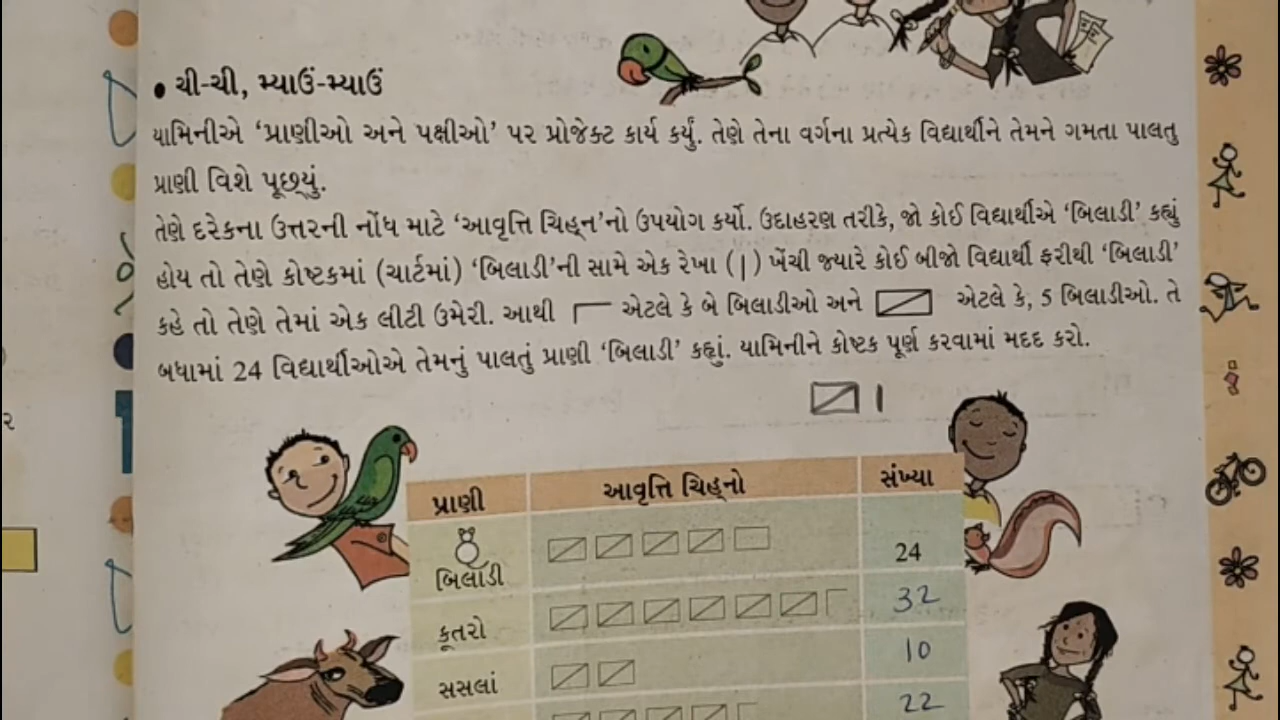 • ચી-ચી, મ્યાઉં-મ્યાઉં
યામિનીએ ‘પ્રાણીઓ અને પક્ષીઓ’ પર પ્રોજેક્ટ કાર્ય કર્યું. તેણે તેના વર્ગના પ્રત્યેક વિદ્યાર્થીને તેમને ગમતા પાલતુ
પ્રાણી વિશે પૂછ્યું.
તેણે દરેકના ઉત્તરની નોંધ માટે ‘આવૃત્તિ ચિહ્ન’નો ઉપયોગ કર્યો. ઉદાહરણ તરીકે, જો કોઈ વિદ્યાર્થીએ ‘બિલાડી’ કહ્યું
હોય તો તેણે કોષ્ટકમાં (ચાર્ટમાં) ‘બિલાડી’ની સામે એક રેખા (|) ખેંચી જ્યારે કોઈ બીજો વિદ્યાર્થી ફરીથી ‘બિલાડી’
કહે તો તેણે તેમાં એક લીટી ઉમેરી. આથી એટલે કે બે બિલાડીઓ અને એટલે કે, 5 બિલાડીઓ. તે
બધામાં 24 વિદ્યાર્થીઓએ તેમનું પાલતું પ્રાણી ‘બિલાડી’ કહ્યાં. યામિનીને કોષ્ટક પૂર્ણ કરવામાં મદદ કરો.
પ્રાણી આવૃત્તિ ચિહ્નો સંખ્યા
બિલાડી 24
કૂતરો 32
સસલાં 10
22
૨